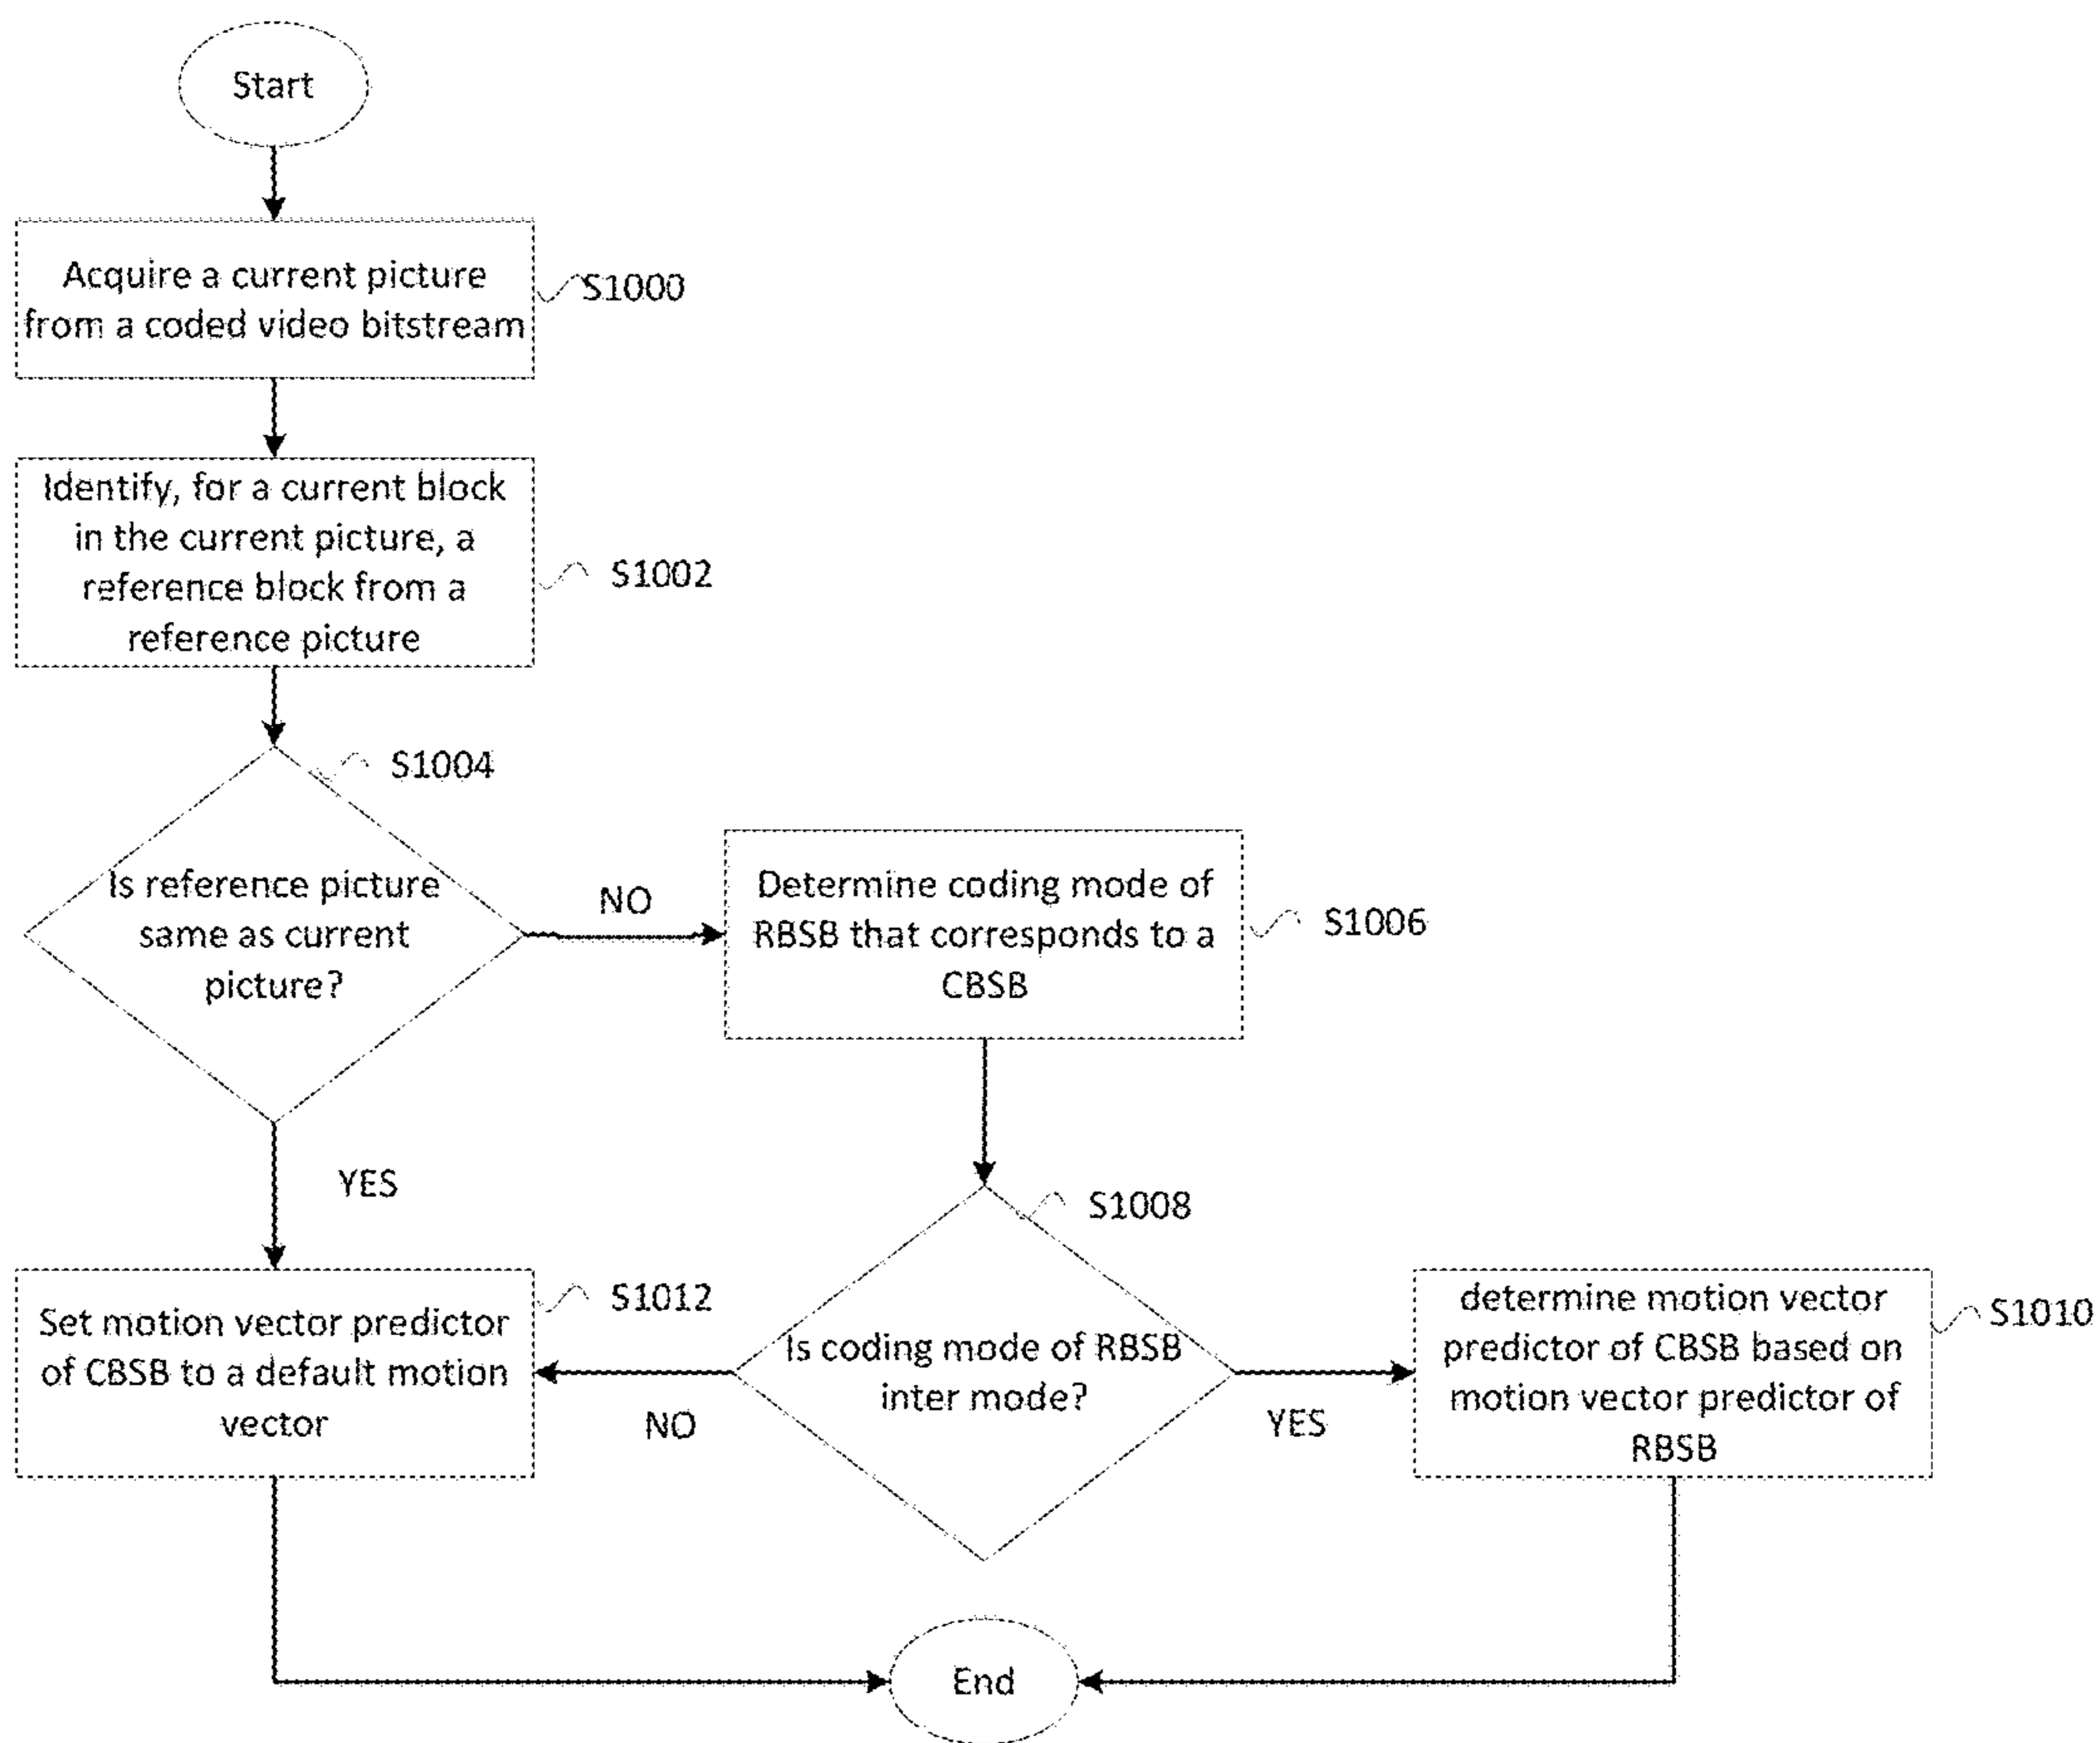 Start
Acquire a current picture
from a coded video bitstream
S1000
Identify, for a current block
in the current picture, a
reference block from a
reference picture
S1002
S1004
Is reference picture
same as current
picture?
NO
Determine coding mode of
RBSB that corresponds to a
CBSB
S1006
YES
S1008
Set motion vector predictor
of CBSB to a default motion
vector
S1012
Is coding mode of RBSB
inter mode?
NO
YES
determine motion vector
predictor of CBSB based on
motion vector predictor of
RBSB
S1010
End